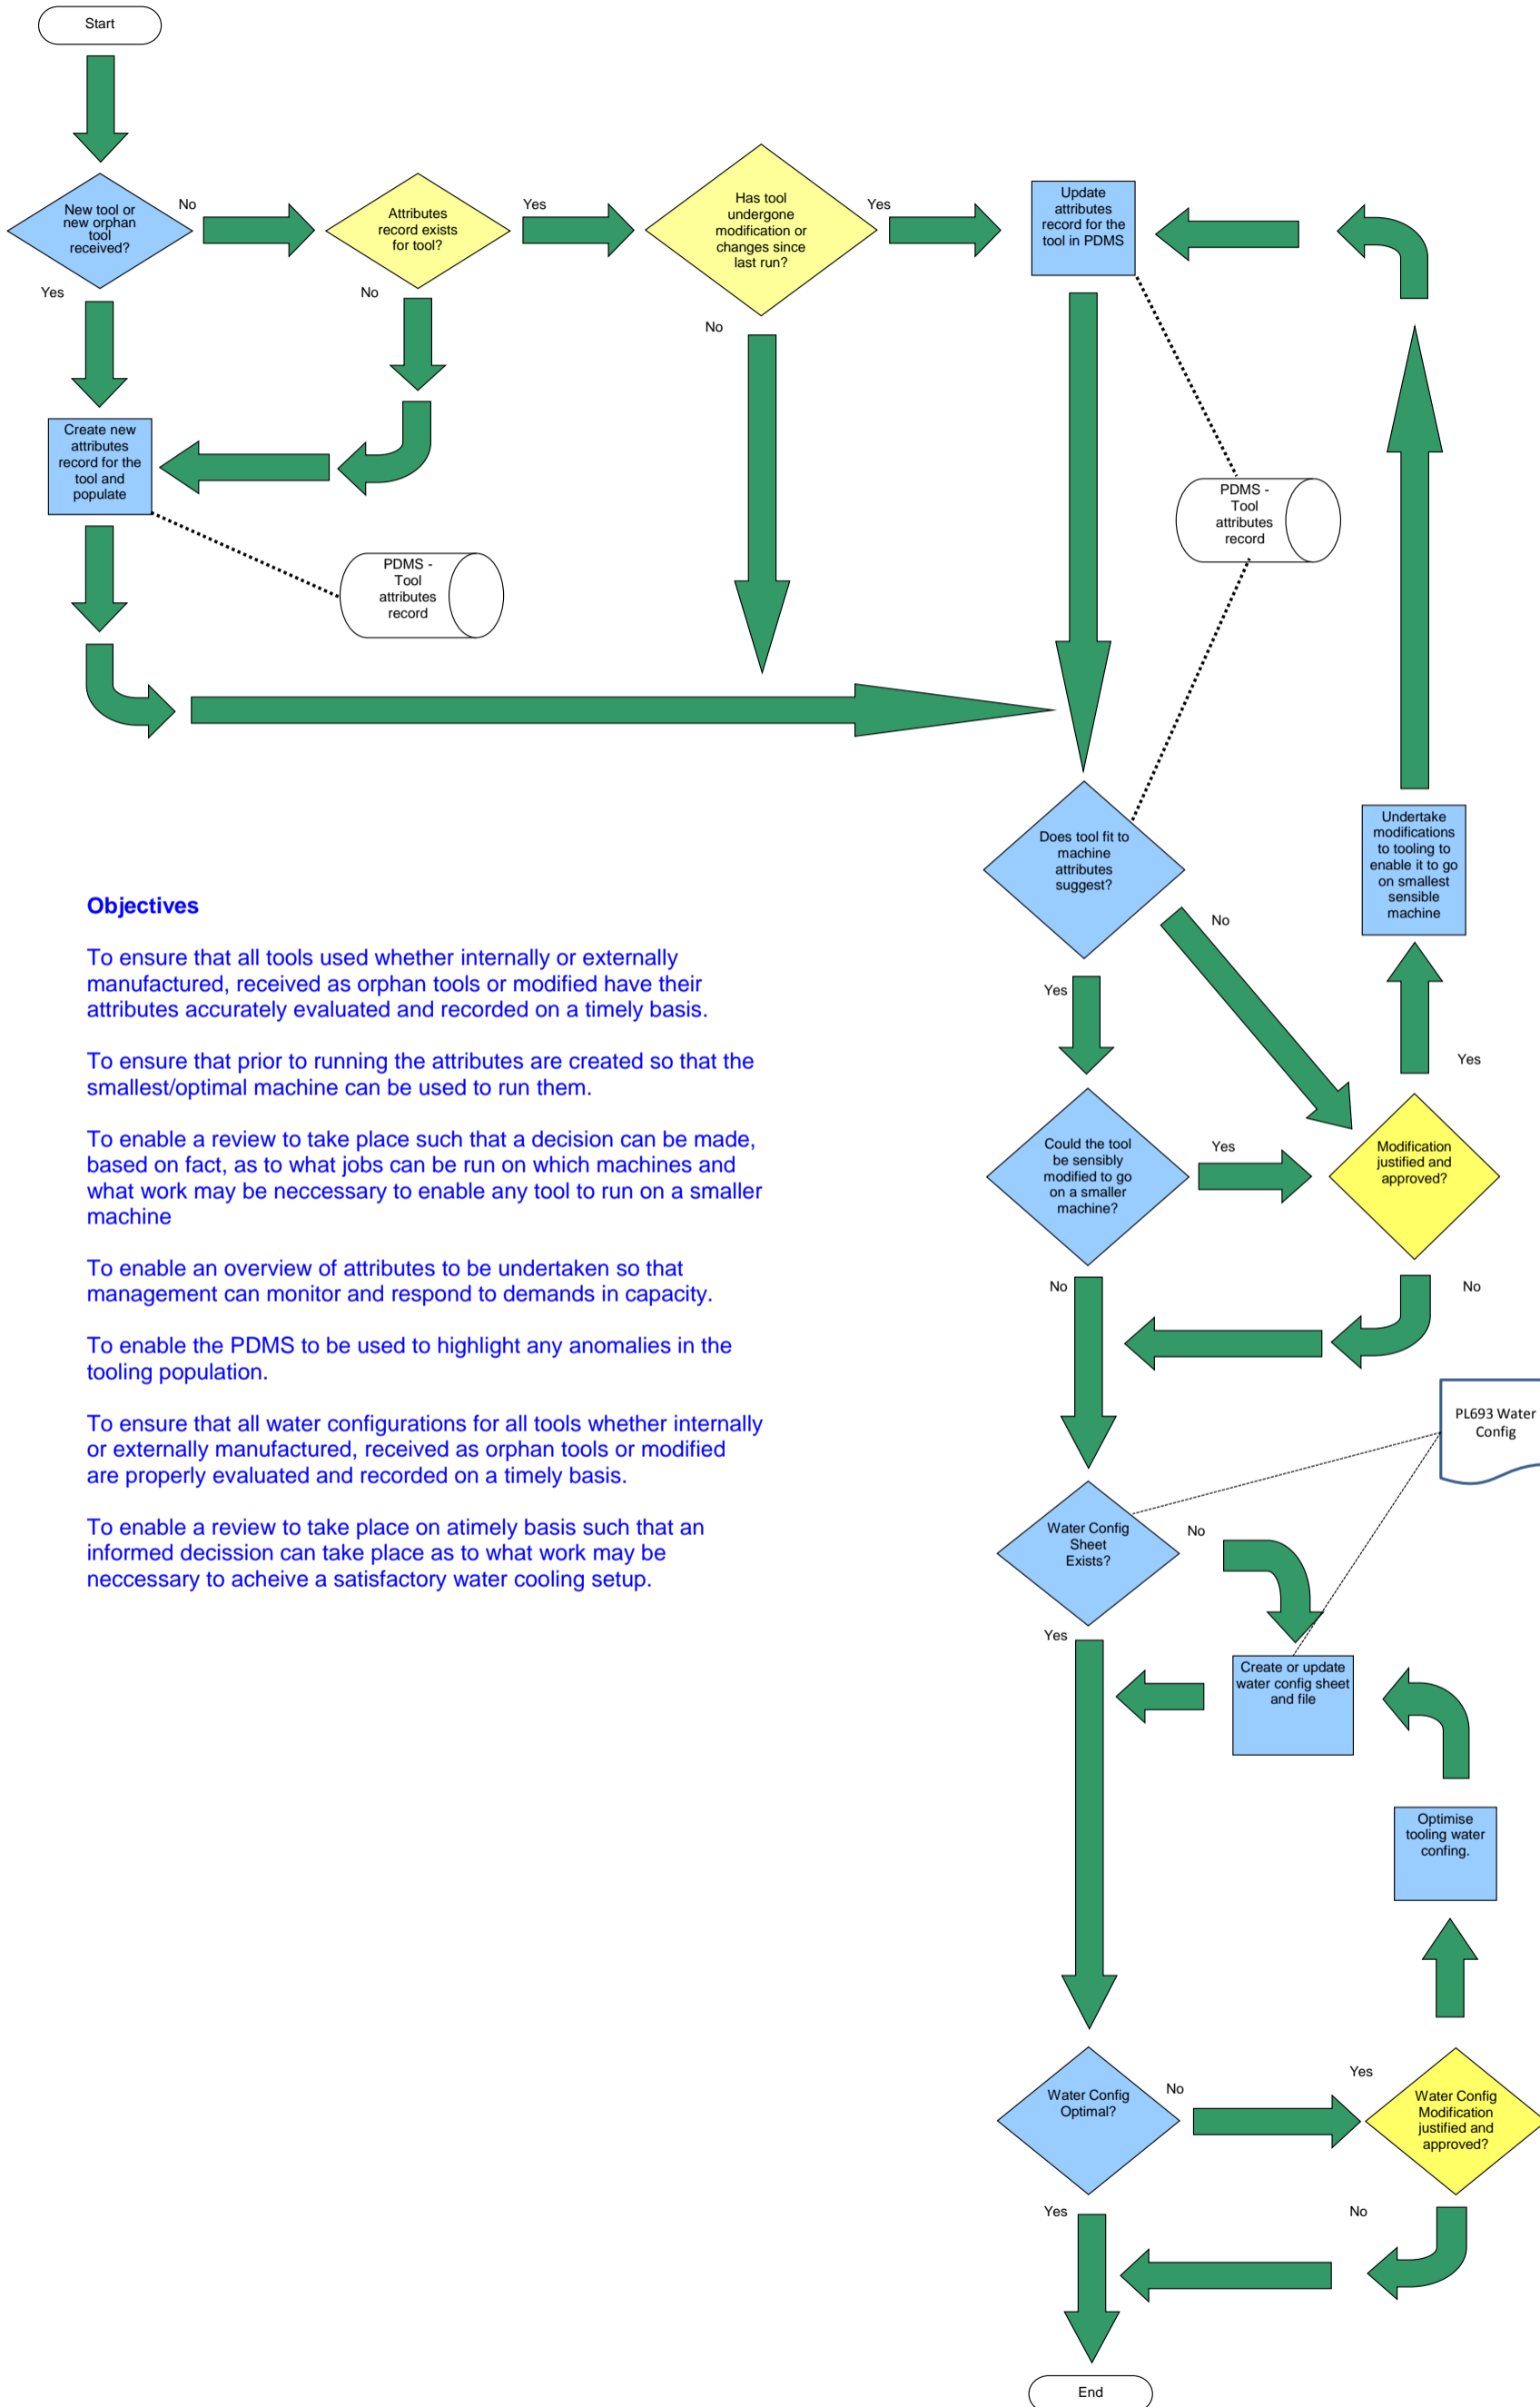 Start
New tool or
new orphan
tool
received?
No
Attributes
record exists
for tool?
Yes
Has tool
undergone
modification or
changes since
last run?
Yes
Update
attributes
record for the
tool in PDMS
Yes
No
No
Create new
attributes
record for the
tool and
populate
PDMS -
Tool
attributes
record
PDMS -
Tool
attributes
record
Does tool fit to
machine
attributes
suggest?
Undertake
modifications
to tooling to
enable it to go
on smallest
sensible
machine
No
Yes
Yes
Could the tool
be sensibly
modified to go
on a smaller
machine?
Yes
Modification
justified and
approved?
No
No
Objectives
To ensure that all tools used whether internally or externally
manufactured, received as orphan tools or modified have their
attributes accurately evaluated and recorded on a timely basis.
To ensure that prior to running the attributes are created so that the
smallest/optimal machine can be used to run them.
To enable a review to take place such that a decision can be made,
based on fact, as to what jobs can be run on which machines and
what work may be neccessary to enable any tool to run on a smaller
machine
To enable an overview of attributes to be undertaken so that
management can monitor and respond to demands in capacity.
To enable the PDMS to be used to highlight any anomalies in the
tooling population.
To ensure that all water configurations for all tools whether internally
or externally manufactured, received as orphan tools or modified
are properly evaluated and recorded on a timely basis.
To enable a review to take place on atimely basis such that an
informed decission can take place as to what work may be
neccessary to acheive a satisfactory water cooling setup.
PL693 Water
Config
Water Config
Sheet
Exists?
No
Yes
Create or update
water config sheet
and file
Optimise
tooling water
confing.
Water Config
Optimal?
No
Yes
Water Config
Modification
justified and
approved?
Yes
No
End